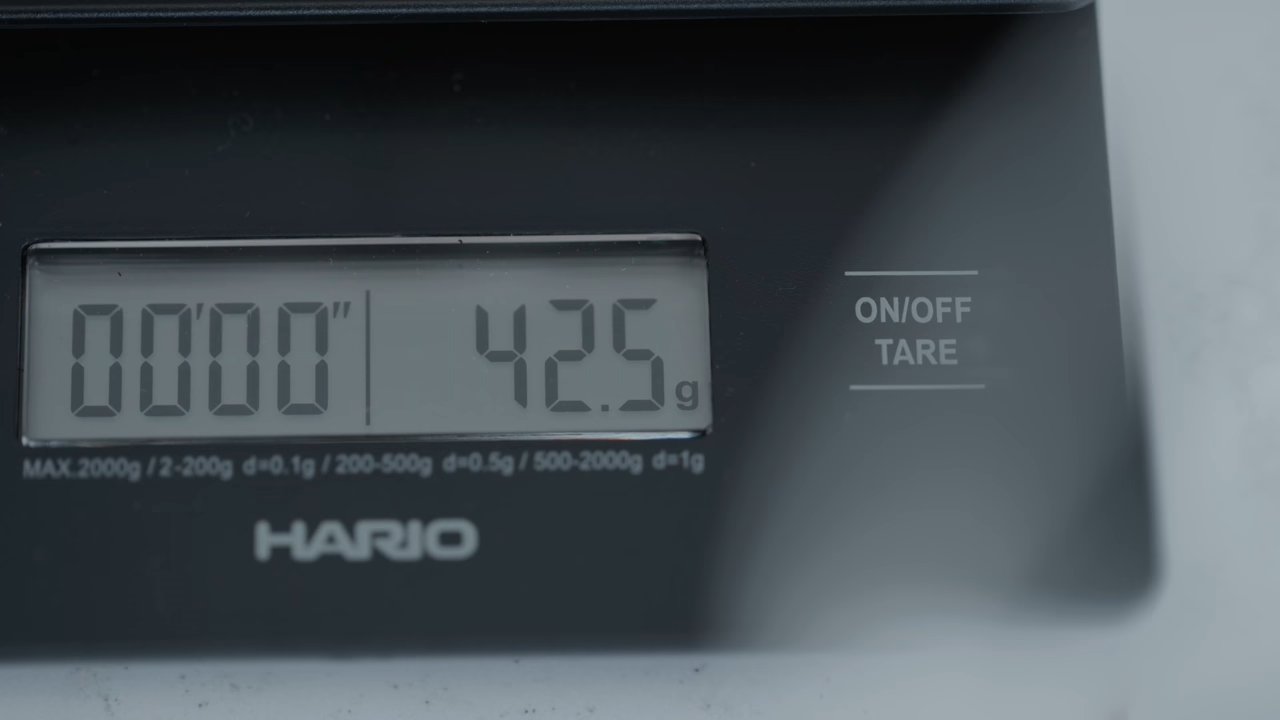 00'00" 42.5g
ON/OFF
TARE
MAX.2000g / 2-200g d=0.1g / 200-500g d=0.5g / 500-2000g d=1g
HARIO